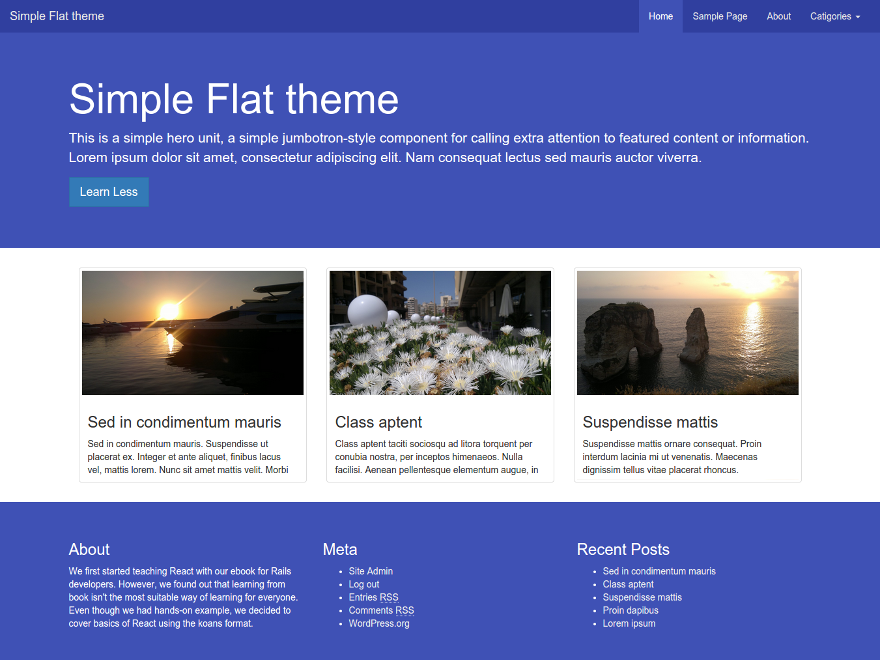 Simple Flat theme
Home
Sample Page
About
Catigories
Simple Flat theme
This is a simple hero unit, a simple jumbotron-style component for calling extra attention to featured content or information.
Lorem ipsum dolor sit amet, consectetur adipiscing elit. Nam consequat lectus sed mauris auctor viverra.
Learn Less
Sed in condimentum mauris
Sed in condimentum mauris. Suspendisse ut
placerat ex. Integer et ante aliquet, finibus lacus
vel, mattis lorem. Nunc sit amet mattis velit. Morbi
Class aptent
Class aptent taciti sociosqu ad litora torquent per
conubia nostra, per inceptos himenaeos. Nulla
facilisi. Aenean pellentesque elementum augue, in
Suspendisse mattis
Suspendisse mattis ornare consequat. Proin
interdum lacinia mi ut venenatis. Maecenas
dignissim tellus vitae placerat rhoncus.
About
We first started teaching React with our ebook for Rails
developers. However, we found out that learning from
book isn't the most suitable way of learning for everyone.
Even though we had hands-on example, we decided to
cover basics of React using the koans format.
Meta
Site Admin
Log out
Entries RSS
Comments RSS
WordPress.org
Recent Posts
Sed in condimentum mauris
Class aptent
Suspendisse mattis
Proin dapibus
Lorem ipsum